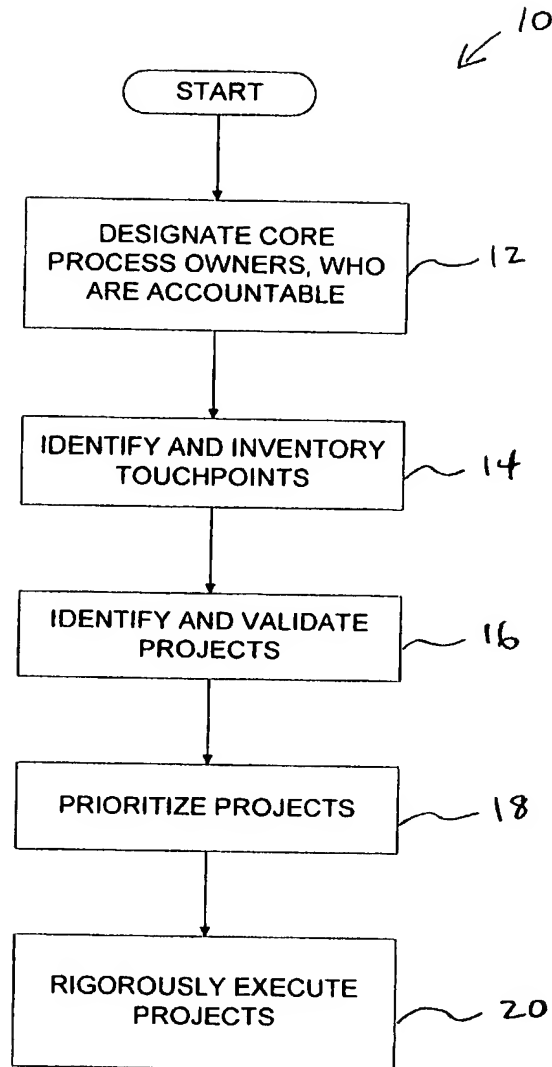 10
START
DESIGNATE CORE
PROCESS OWNERS, WHO
ARE ACCOUNTABLE
12
IDENTIFY AND INVENTORY
TOUCHPOINTS
14
IDENTIFY AND VALIDATE
PROJECTS
16
PRIORITIZE PROJECTS
18
RIGOROUSLY EXECUTE
PROJECTS
20